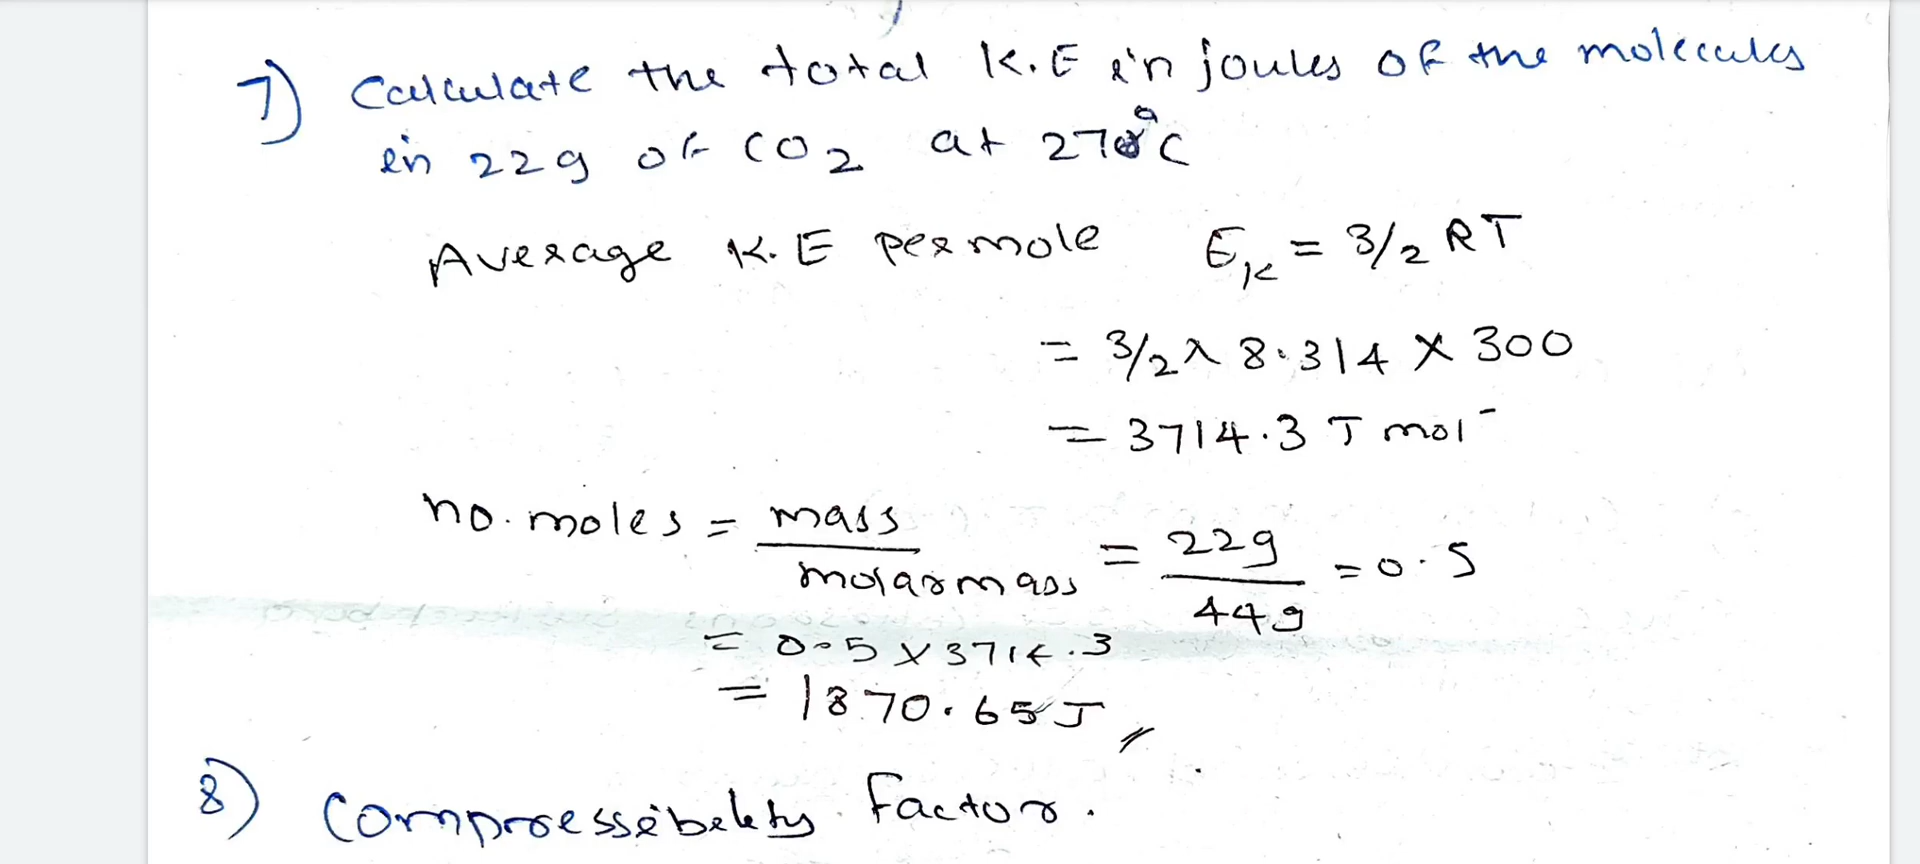 7) Calculate the total K.E in joules of the molecules
in 22g of CO2 at 270°C
Average K.E per mole Ek = 3/2 RT
= 3/2 x 8.314 x 300
= 3714.3 J mol-
no. moles = mass / molar mass = 22g / 44g = 0.5
= 0.5 x 3714.3
= 1870.65 J
8) Compressibility Factor.